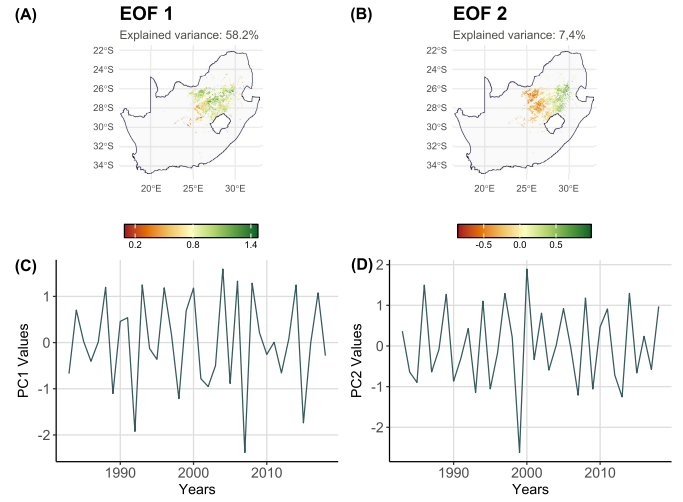 (A) EOF 1
Explained variance: 58.2%
22°S
24°S
26°S
28°S
30°S
32°S
34°S
20°E 25°E 30°E
0.2 0.8 1.4
(B) EOF 2
Explained variance: 7,4%
22°S
24°S
26°S
28°S
30°S
32°S
34°S
20°E 25°E 30°E
-0.5 0.0 0.5
(C)
PC1 Values
1
0
-1
-2
1990 2000 2010
Years
(D)
PC2 Values
2
1
0
-1
-2
1990 2000 2010
Years